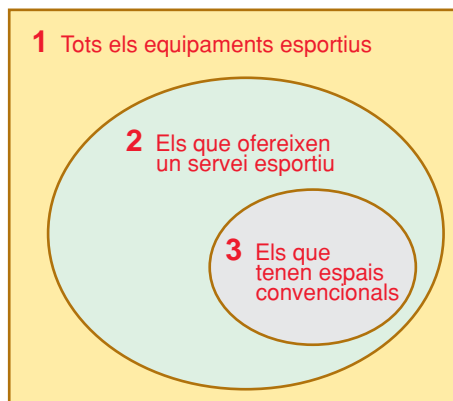 1 Tots els equipaments esportius
2 Els que ofereixen
un servei esportiu
3 Els que
tenen espais
convencionals